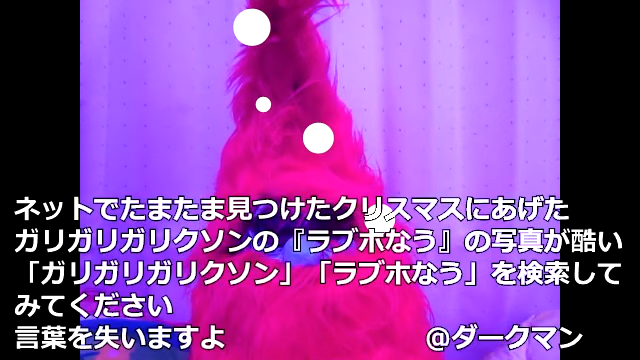 ネットでたまたま見つけたクリスマスにあげた
ガリガリガリクソンの『ラブホなう』の写真が酷い
「ガリガリガリクソン」「ラブホなう」を検索して
みてください
言葉を失いますよ @ダークマン